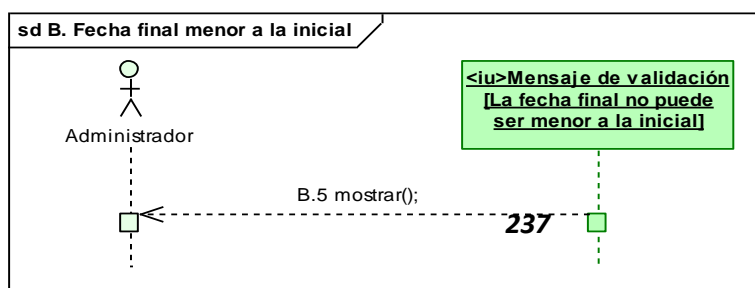 sd B. Fecha final menor a la inicial
<iu>Mensaje de validación
[La fecha final no puede
ser menor a la inicial]
Administrador
B.5 mostrar();
237